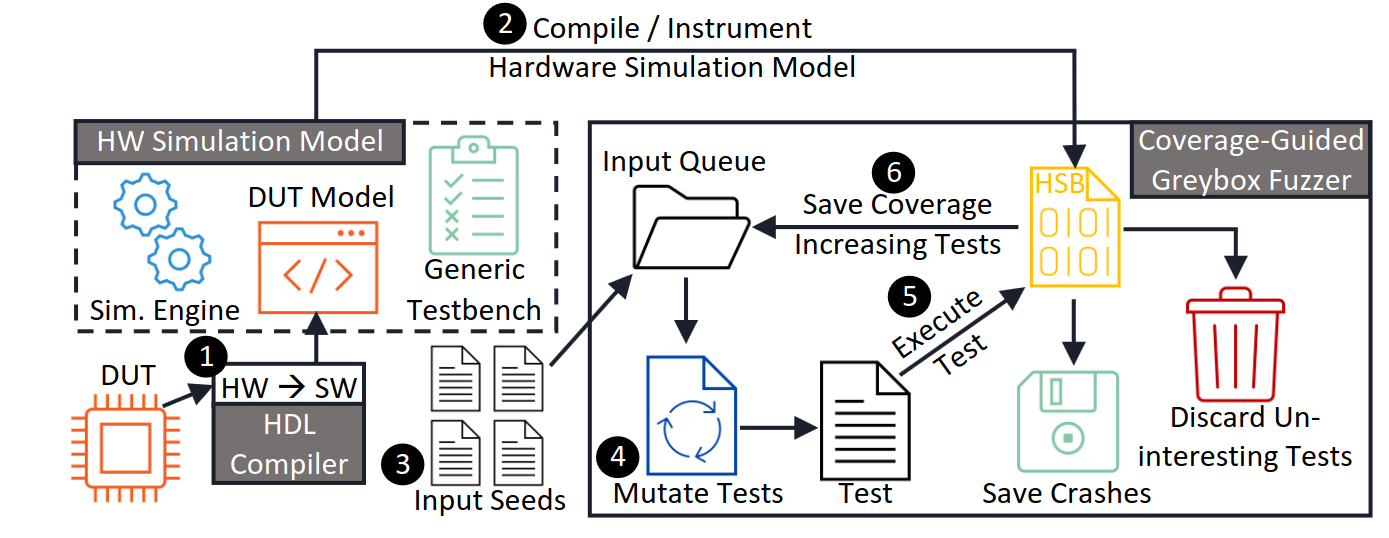 2 Compile / Instrument
Hardware Simulation Model
HW Simulation Model
DUT Model
Sim. Engine
Generic
Testbench
1
DUT
HW → SW
HDL
Compiler
3
Input Seeds
Coverage-Guided
Greybox Fuzzer
Input Queue
6
Save Coverage
Increasing Tests
HSB
0101
0101
5
Execute
Test
4
Mutate Tests
Test
Save Crashes
Discard Un-
interesting Tests